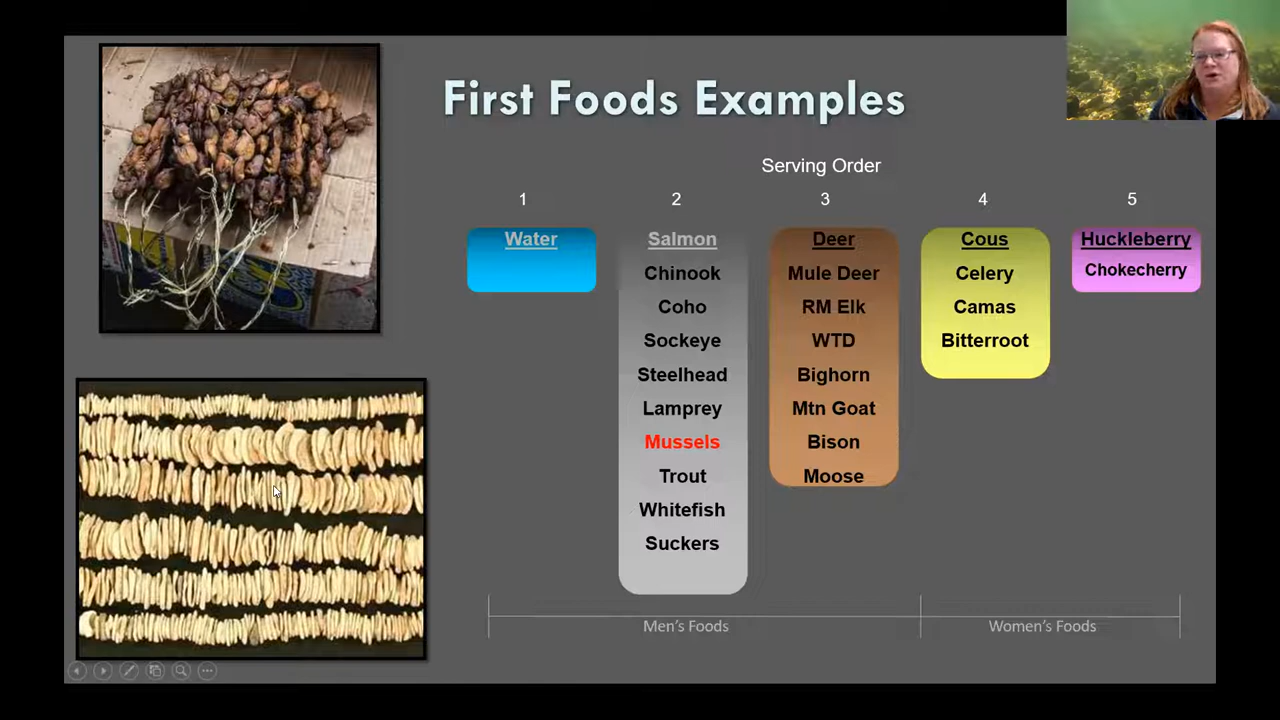 First Foods Examples
Serving Order
1 2 3 4 5
Water
Salmon
Chinook
Coho
Sockeye
Steelhead
Lamprey
Mussels
Trout
Whitefish
Suckers
Deer
Mule Deer
RM Elk
WTD
Bighorn
Mtn Goat
Bison
Moose
Cous
Celery
Camas
Bitterroot
Huckleberry
Chokecherry
Men's Foods
Women's Foods